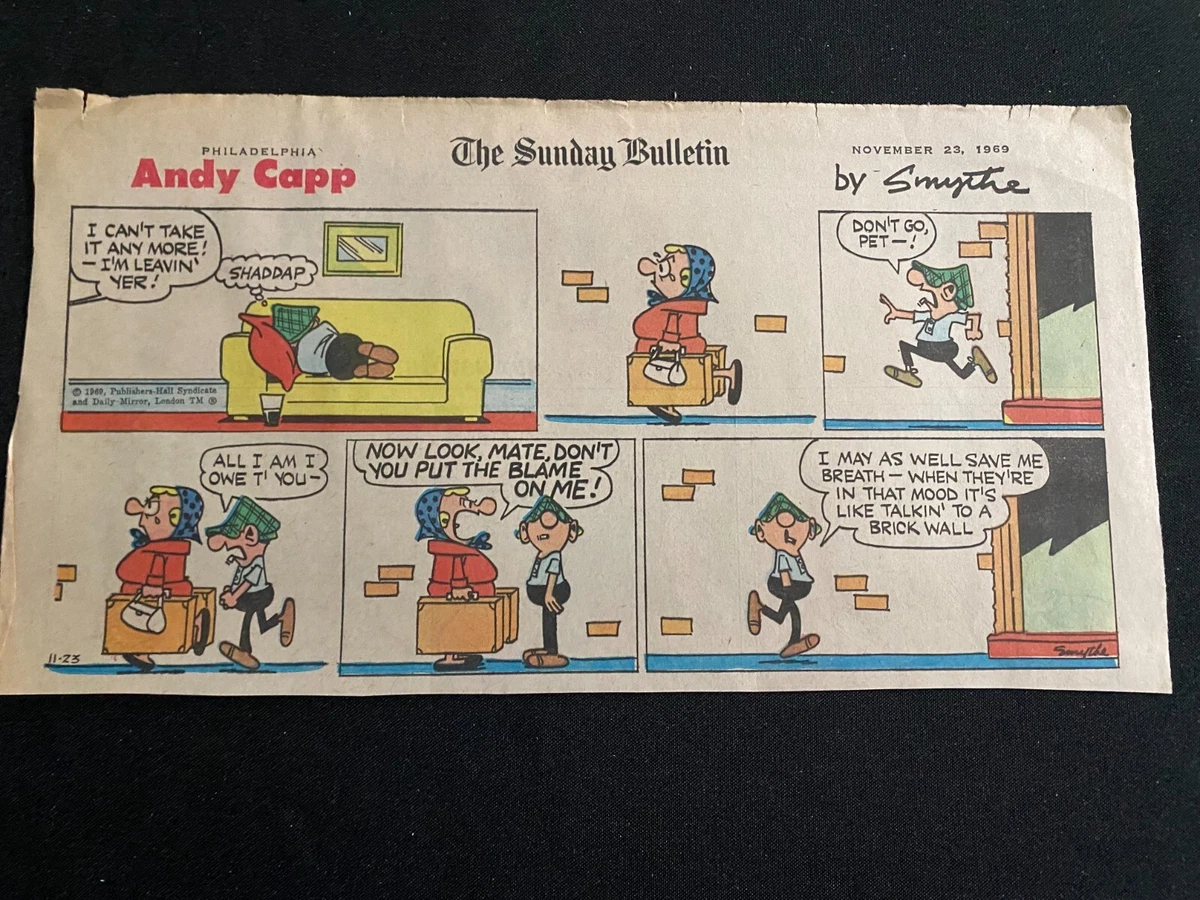 PHILADELPHIA
Andy Capp
The Sunday Bulletin
NOVEMBER 23, 1969
by Smythe
I CAN'T TAKE
IT ANY MORE!
— I'M LEAVIN'
YER!
SHADDAP
© 1969, Publishers-Hall Syndicate
and Daily Mirror, London TM ®
DON'T GO,
PET—!
ALL I AM I
OWE T' YOU—
11-23
NOW LOOK, MATE, DON'T
YOU PUT THE BLAME
ON ME!
I MAY AS WELL SAVE ME
BREATH — WHEN THEY'RE
IN THAT MOOD IT'S
LIKE TALKIN' TO A
BRICK WALL
Smythe